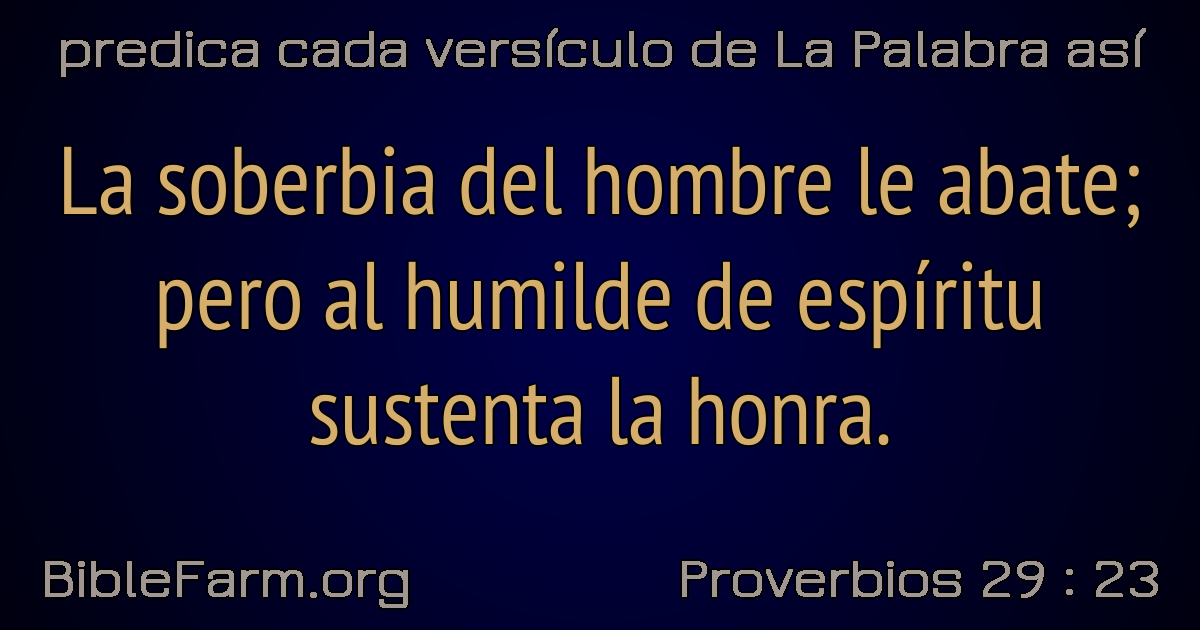 predica cada versículo de La Palabra así
La soberbia del hombre le abate;
pero al humilde de espíritu
sustenta la honra.
BibleFarm.org
Proverbios 29 : 23